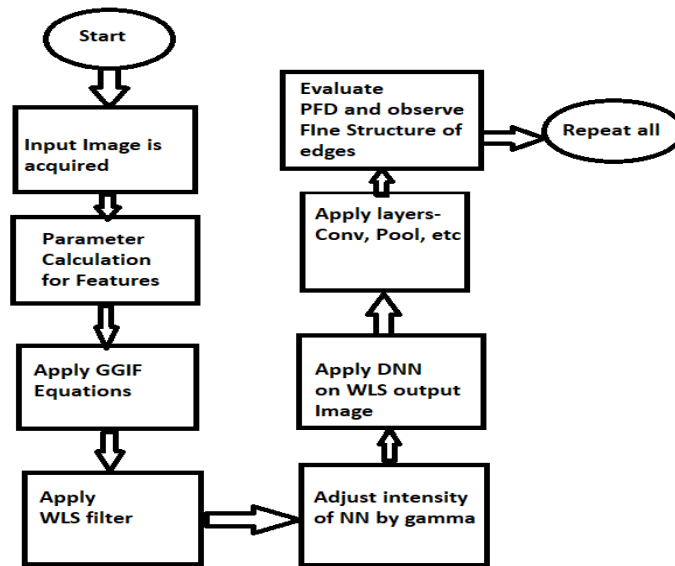 Start
Input Image is
acquired
Parameter
Calculation
for Features
Apply GGIF
Equations
Apply
WLS filter
Adjust intensity
of NN by gamma
Apply DNN
on WLS output
Image
Apply layers-
Conv, Pool, etc
Evaluate
PFD and observe
FIne Structure of
edges
Repeat all